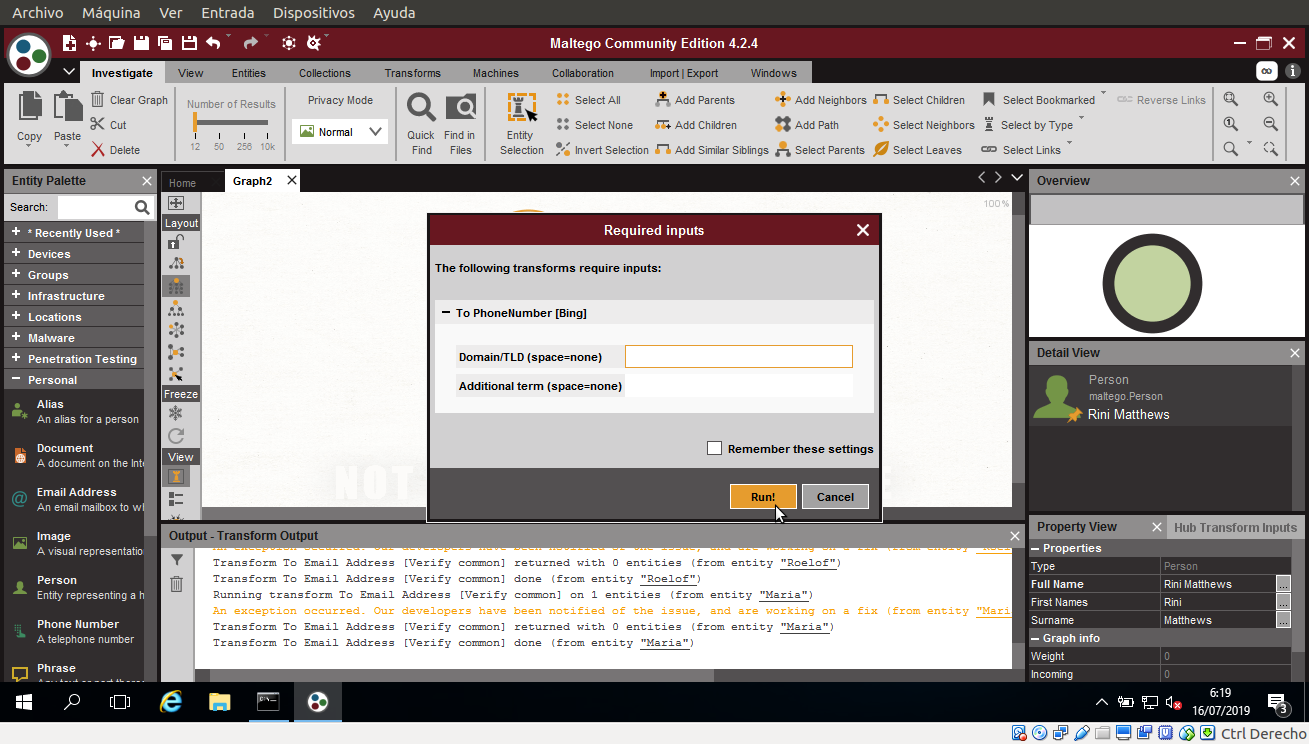 Archivo Máquina Ver Entrada Dispositivos Ayuda
Maltego Community Edition 4.2.4
Investigate View Entities Collections Transforms Machines Collaboration Import | Export Windows
Copy
Paste
Clear Graph
Cut
Delete
Number of Results
12 50 256 10k
Privacy Mode
Normal
Quick Find
Find in Files
Entity Selection
Select All
Select None
Invert Selection
Add Parents
Add Children
Add Similar Siblings
Add Neighbors
Add Path
Select Parents
Select Children
Select Neighbors
Select Leaves
Select Bookmarked
Select by Type
Select Links
Reverse Links
Entity Palette
Search:
* Recently Used *
Devices
Groups
Infrastructure
Locations
Malware
Penetration Testing
Personal
Alias
An alias for a person
Document
A document on the Inte
Email Address
An email mailbox to wh
Image
A visual representatio
Person
Entity representing a h
Phone Number
A telephone number
Phrase
Home Graph2
Layout
Freeze
View
100%
NOT
Required inputs
The following transforms require inputs:
To PhoneNumber [Bing]
Domain/TLD (space=none)
Additional term (space=none)
Remember these settings
Run! Cancel
Output - Transform Output
An exception occurred. Our developers have been notified of the issue, and are working on a fix (from entity
Transform To Email Address [Verify common] returned with 0 entities (from entity "Roelof")
Transform To Email Address [Verify common] done (from entity "Roelof")
Running transform To Email Address [Verify common] on 1 entities (from entity "Maria")
An exception occurred. Our developers have been notified of the issue, and are working on a fix (from entity "Mari
Transform To Email Address [Verify common] returned with 0 entities (from entity "Maria")
Transform To Email Address [Verify common] done (from entity "Maria")
Overview
Detail View
Person
maltego.Person
Rini Matthews
Property View Hub Transform Inputs
Properties
Type Person
Full Name Rini Matthews
First Names Rini
Surname Matthews
Graph info
Weight 0
Incoming 0
6:19
16/07/2019
3
Ctrl Derecho